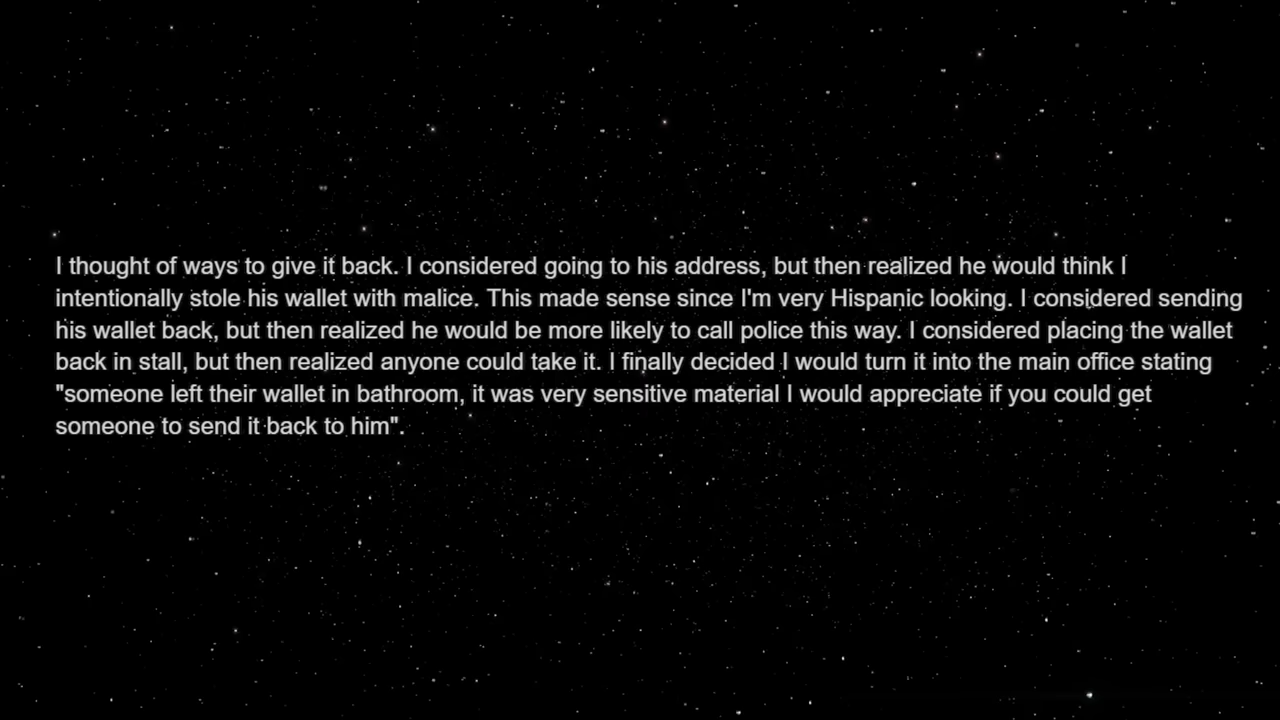 I thought of ways to give it back. I considered going to his address, but then realized he would think I
intentionally stole his wallet with malice. This made sense since I'm very Hispanic looking. I considered sending
his wallet back, but then realized he would be more likely to call police this way. I considered placing the wallet
back in stall, but then realized anyone could take it. I finally decided I would turn it into the main office stating
"someone left their wallet in bathroom, it was very sensitive material I would appreciate if you could get
someone to send it back to him".